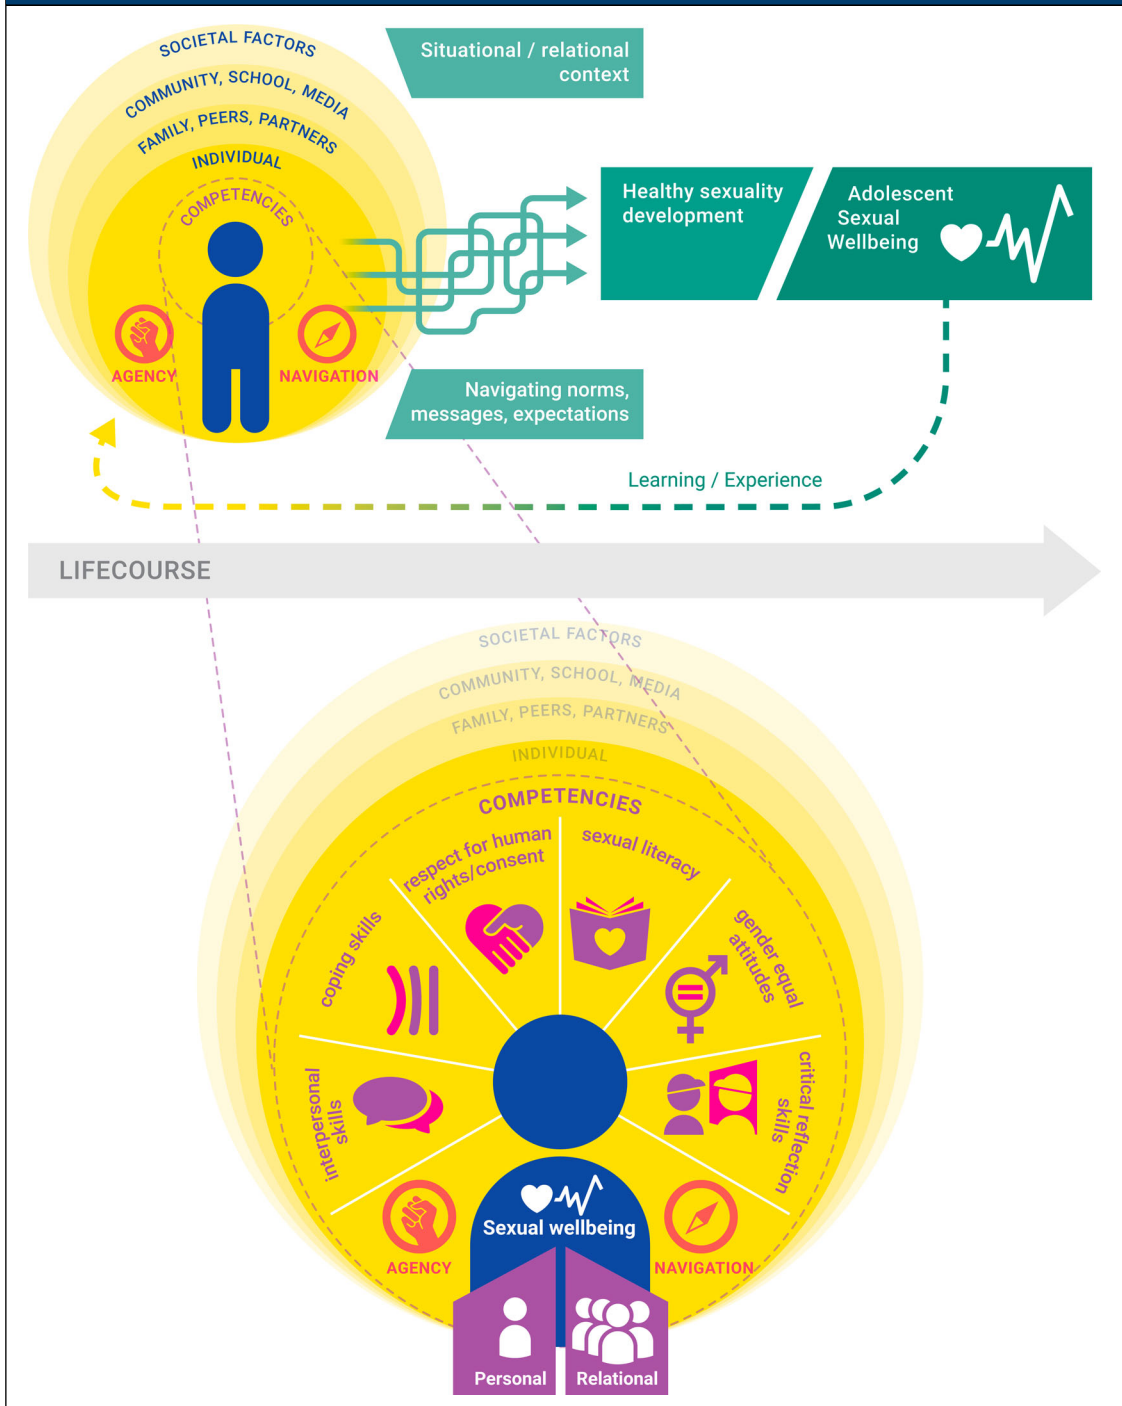 SOCIETAL FACTORS
COMMUNITY, SCHOOL, MEDIA
FAMILY, PEERS, PARTNERS
INDIVIDUAL
COMPETENCIES
AGENCY
NAVIGATION
Situational / relational
context
Healthy sexuality
development
Adolescent
Sexual
Wellbeing
Navigating norms,
messages, expectations
Learning / Experience
LIFECOURSE
SOCIETAL FACTORS
COMMUNITY, SCHOOL, MEDIA
FAMILY, PEERS, PARTNERS
INDIVIDUAL
COMPETENCIES
interpersonal
skills
coping skills
respect for human
rights/consent
sexual literacy
gender equal
attitudes
critical reflection
skills
AGENCY
Sexual wellbeing
NAVIGATION
Personal
Relational